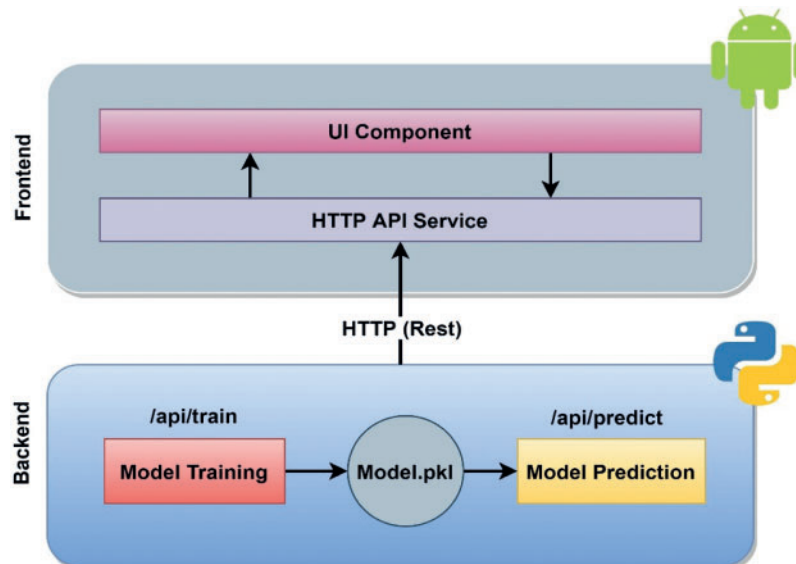 Frontend
UI Component
HTTP API Service
HTTP (Rest)
Backend
/api/train
/api/predict
Model Training
Model.pkl
Model Prediction